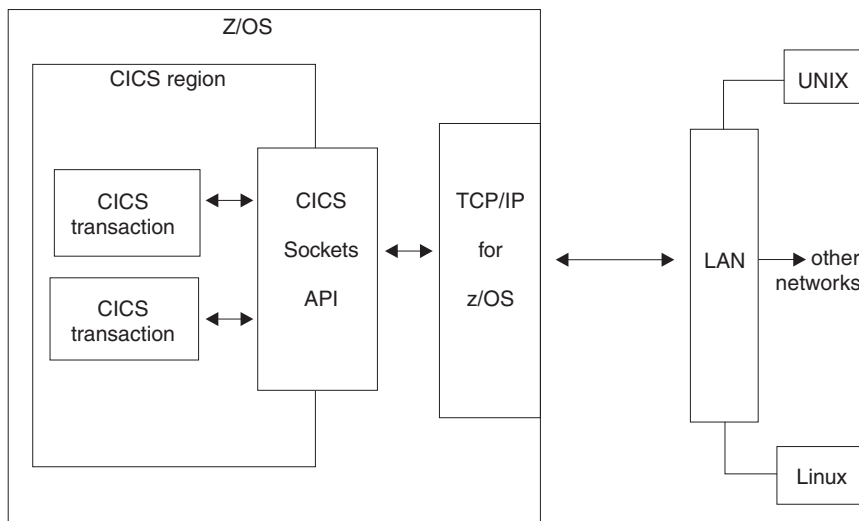 Z/OS
CICS region
CICS
transaction
CICS
transaction
CICS
Sockets
API
TCP/IP
for
z/OS
LAN
UNIX
other
networks
Linux